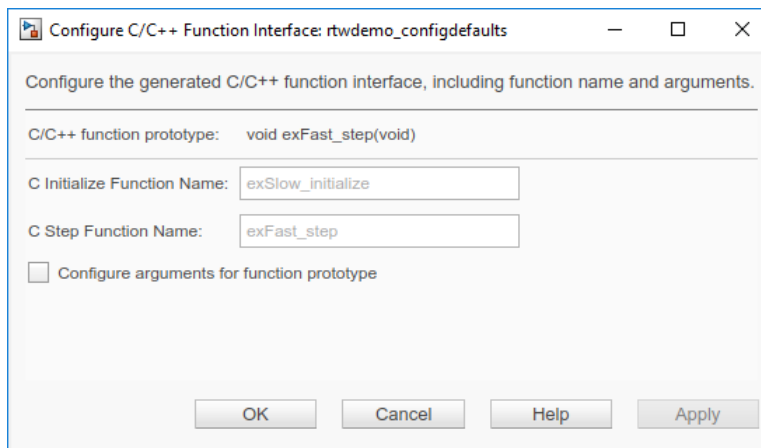 Configure C/C++ Function Interface: rtwdemo_configdefaults
Configure the generated C/C++ function interface, including function name and arguments.
C/C++ function prototype: void exFast_step(void)
C Initialize Function Name: exSlow_initialize
C Step Function Name: exFast_step
Configure arguments for function prototype
OK Cancel Help Apply